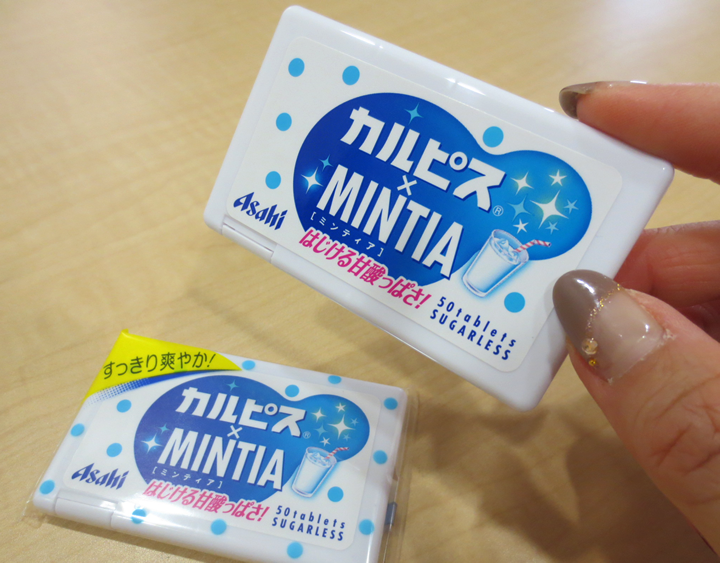 カルピス®
×
MINTIA
[ミンティア]
はじける甘酸っぱさ!
Asahi
50tablets
SUGARLESS
すっきり爽やか!
カルピス®
×
MINTIA
[ミンティア]
はじける甘酸っぱさ!
Asahi
50tablets
SUGARLESS